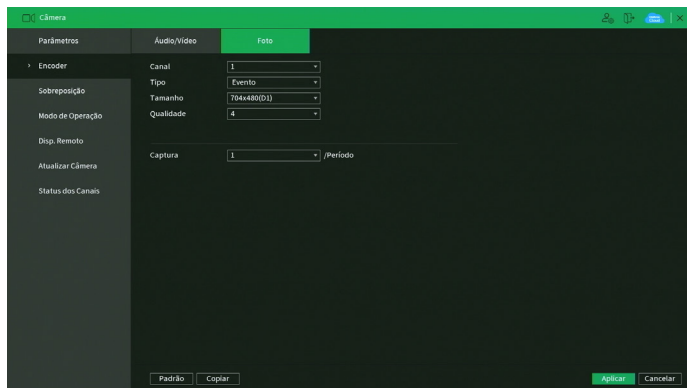 Câmera
Parâmetros
Áudio/Vídeo Foto
> Encoder
Canal 1
Tipo Evento
Sobreposição
Tamanho 704x480(D1)
Modo de Operação
Qualidade 4
Disp. Remoto
Captura 1 /Período
Atualizar Câmera
Status dos Canais
Padrão Copiar Aplicar Cancelar